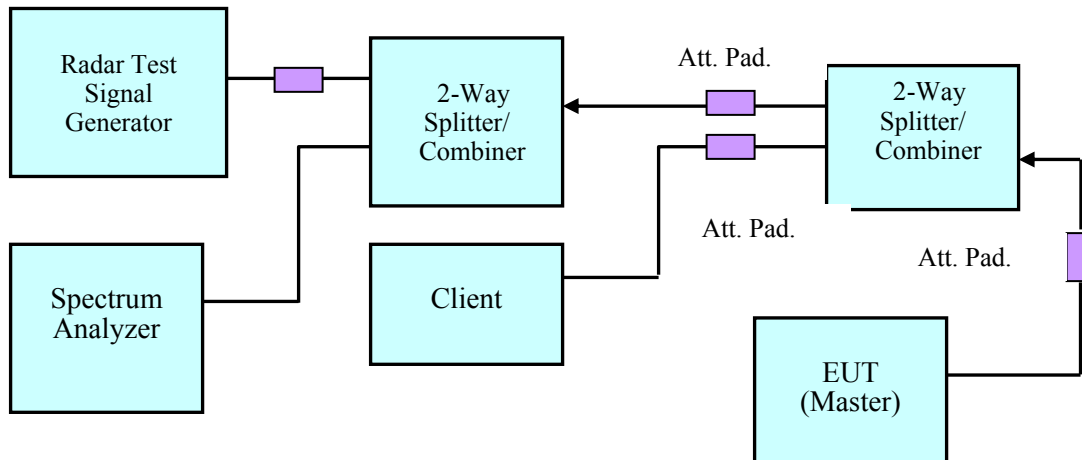 Radar Test
Signal
Generator
2-Way
Splitter/
Combiner
Att. Pad.
2-Way
Splitter/
Combiner
Att. Pad.
Att. Pad.
Spectrum
Analyzer
Client
EUT
(Master)